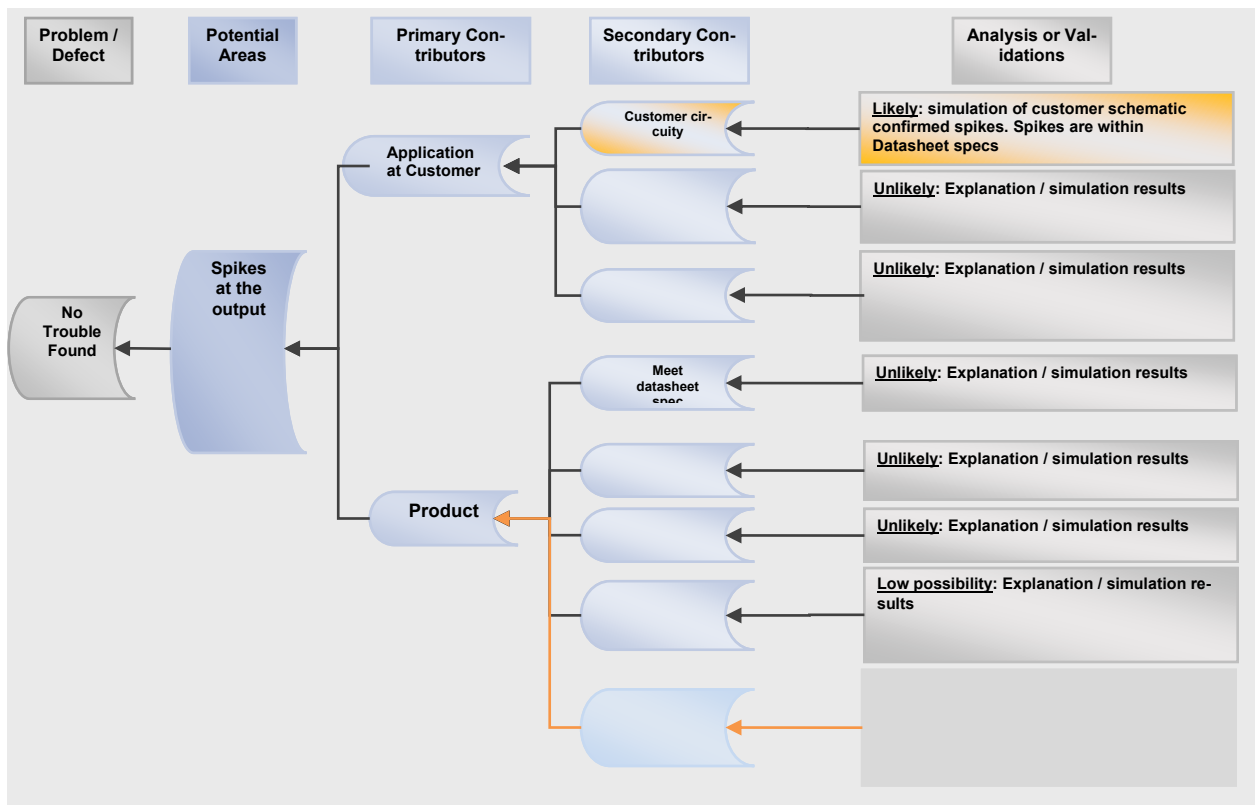 Problem /
Defect
Potential
Areas
Primary Con-
tributors
Secondary Con-
tributors
Analysis or Val-
idations
Customer cir-
cuity
Likely: simulation of customer schematic
confirmed spikes. Spikes are within
Datasheet specs
Application
at Customer
Unlikely: Explanation / simulation results
Unlikely: Explanation / simulation results
Spikes
at the
output
No
Trouble
Found
Meet
datasheet
spec
Unlikely: Explanation / simulation results
Unlikely: Explanation / simulation results
Product
Unlikely: Explanation / simulation results
Low possibility: Explanation / simulation re-
sults